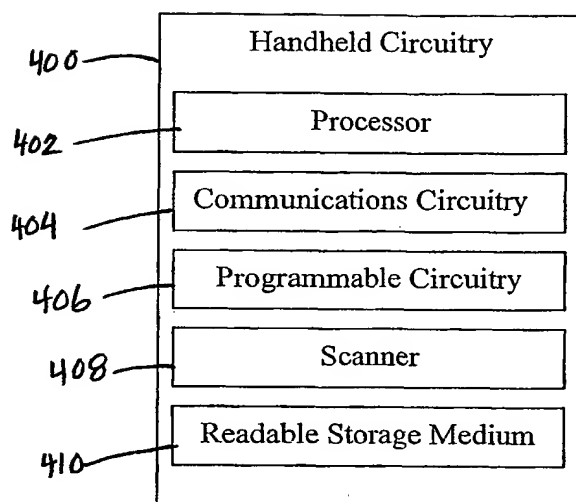 Handheld Circuitry
400
Processor
402
Communications Circuitry
404
Programmable Circuitry
406
Scanner
408
Readable Storage Medium
410